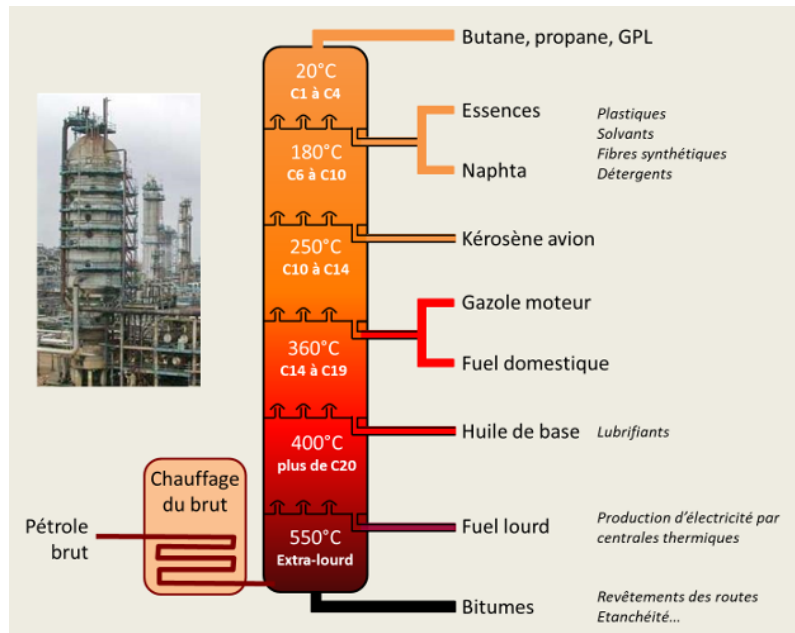 Butane, propane, GPL
20°C
C1 à C4
Essences
Naphta
Plastiques
Solvants
Fibres synthétiques
Détergents
180°C
C6 à C10
Kérosène avion
250°C
C10 à C14
Gazole moteur
Fuel domestique
360°C
C14 à C19
Huile de base
Lubrifiants
400°C
plus de C20
Chauffage
du brut
Pétrole
brut
Fuel lourd
Production d'électricité par
centrales thermiques
550°C
Extra-lourd
Bitumes
Revêtements des routes
Etanchéité...